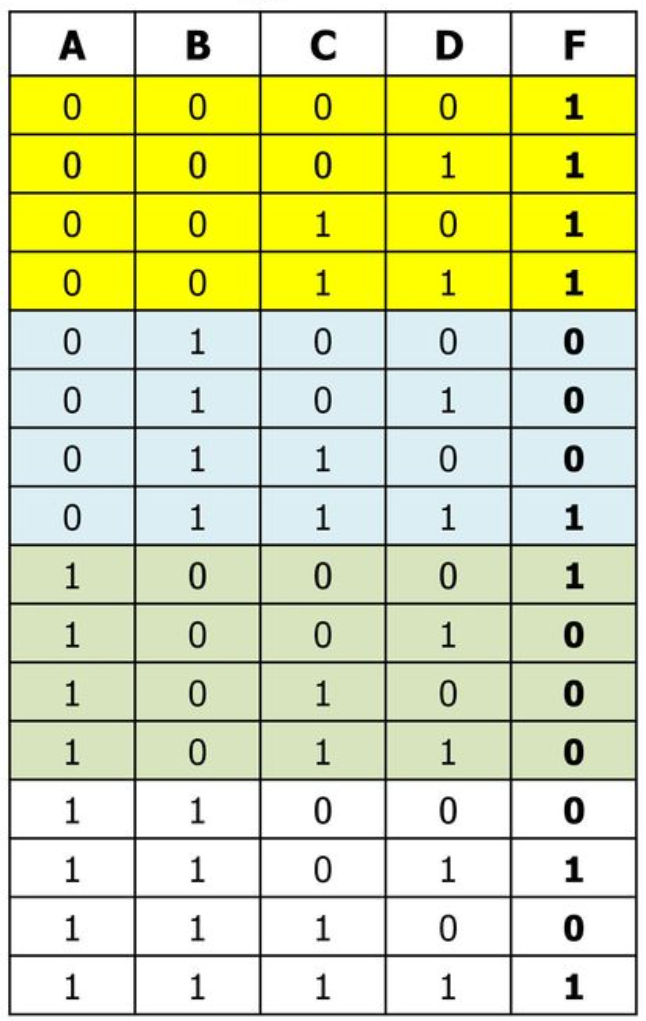 A B C D F
0 0 0 0 1
0 0 0 1 1
0 0 1 0 1
0 0 1 1 1
0 1 0 0 0
0 1 0 1 0
0 1 1 0 0
0 1 1 1 1
1 0 0 0 1
1 0 0 1 0
1 0 1 0 0
1 0 1 1 0
1 1 0 0 0
1 1 0 1 1
1 1 1 0 0
1 1 1 1 1